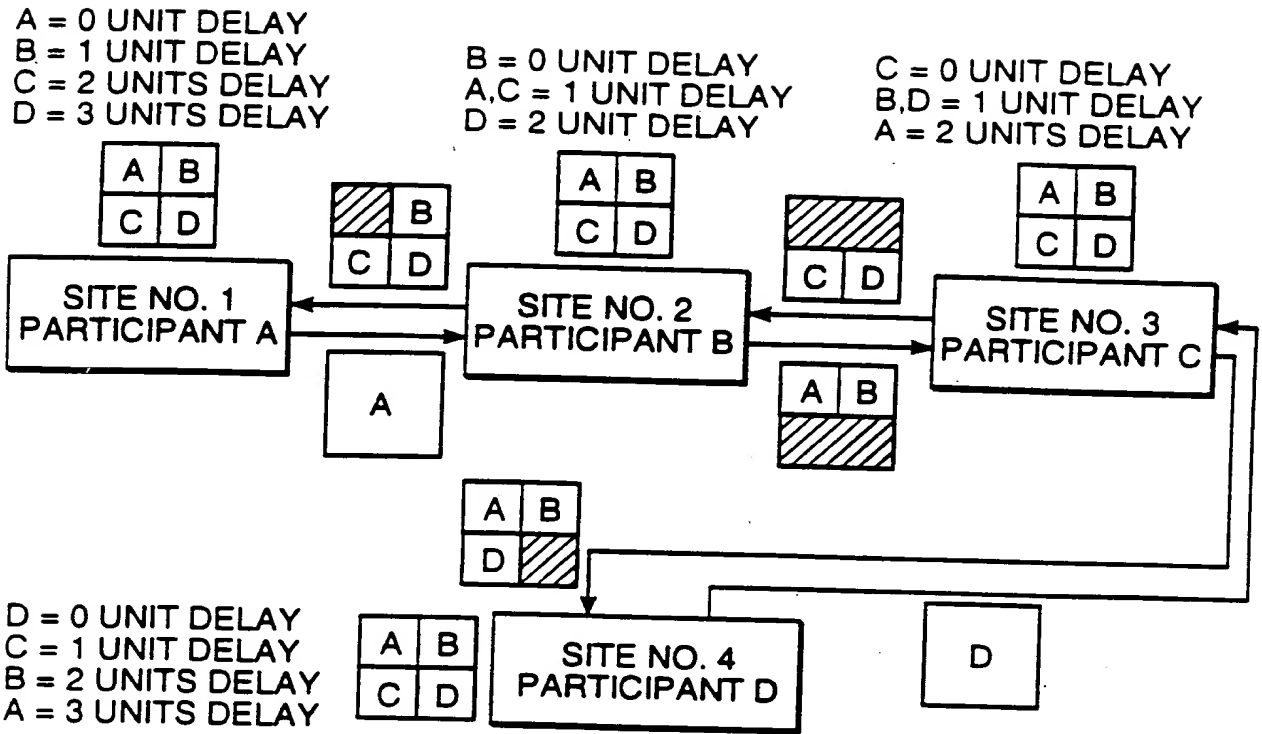 A = 0 UNIT DELAY
B = 1 UNIT DELAY
C = 2 UNITS DELAY
D = 3 UNITS DELAY
B = 0 UNIT DELAY
A,C = 1 UNIT DELAY
D = 2 UNIT DELAY
C = 0 UNIT DELAY
B,D = 1 UNIT DELAY
A = 2 UNITS DELAY
A B
C D
B
C D
A B
C D
C D
A B
C D
SITE NO. 1
PARTICIPANT A
SITE NO. 2
PARTICIPANT B
SITE NO. 3
PARTICIPANT C
A
A B
A B
D
D = 0 UNIT DELAY
C = 1 UNIT DELAY
B = 2 UNITS DELAY
A = 3 UNITS DELAY
A B
C D
SITE NO. 4
PARTICIPANT D
D